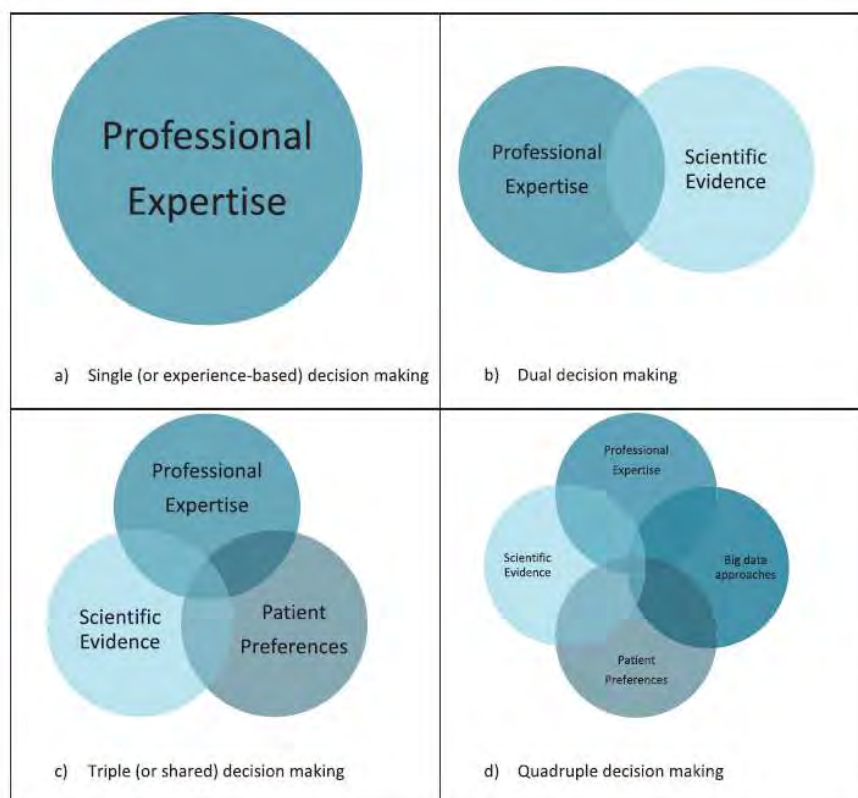 Professional
Expertise
a) Single (or experience-based) decision making
Professional
Expertise
Scientific
Evidence
b) Dual decision making
Professional
Expertise
Scientific
Evidence
Patient
Preferences
c) Triple (or shared) decision making
Professional
Expertise
Scientific
Evidence
Big data
approaches
Patient
Preferences
d) Quadruple decision making